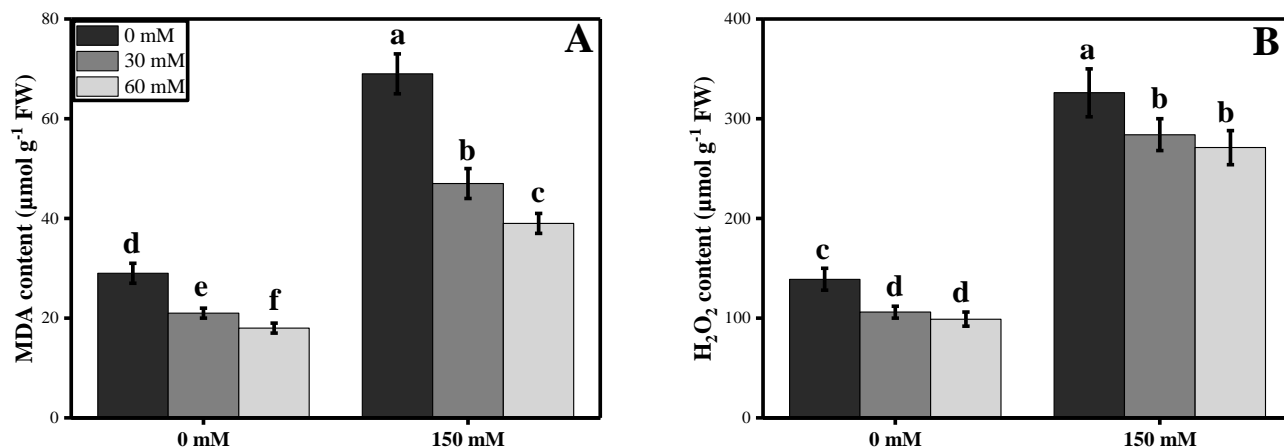 A
0 mM
30 mM
60 mM
MDA content (µmol g⁻¹ FW)
80
60
40
20
0
d
e
f
a
b
c
0 mM
150 mM
B
H₂O₂ content (µmol g⁻¹ FW)
400
300
200
100
0
c
d
d
a
b
b
0 mM
150 mM